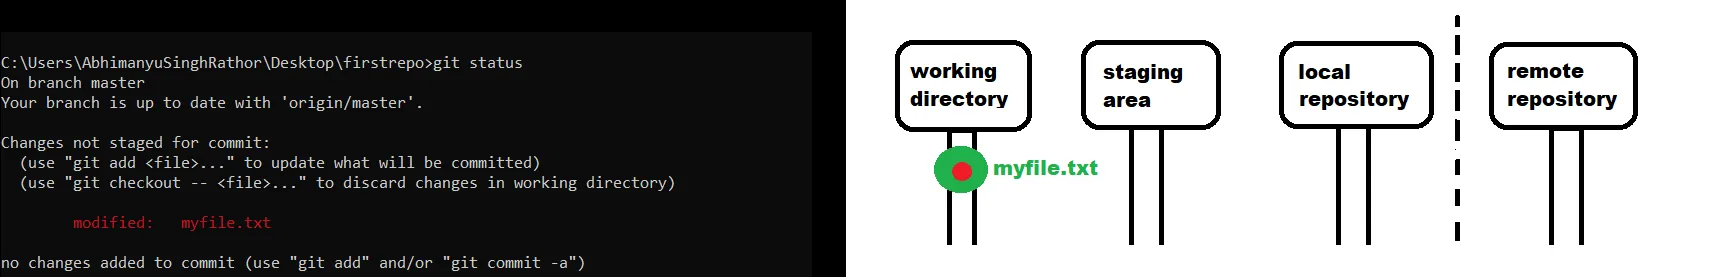 C:\Users\AbhimanyuSinghRathor\Desktop\firstrepo>git status
On branch master
Your branch is up to date with 'origin/master'.
Changes not staged for commit:
(use "git add <file>..." to update what will be committed)
(use "git checkout -- <file>..." to discard changes in working directory)
modified: myfile.txt
no changes added to commit (use "git add" and/or "git commit -a")
working
directory
staging
area
local
repository
remote
repository
myfile.txt